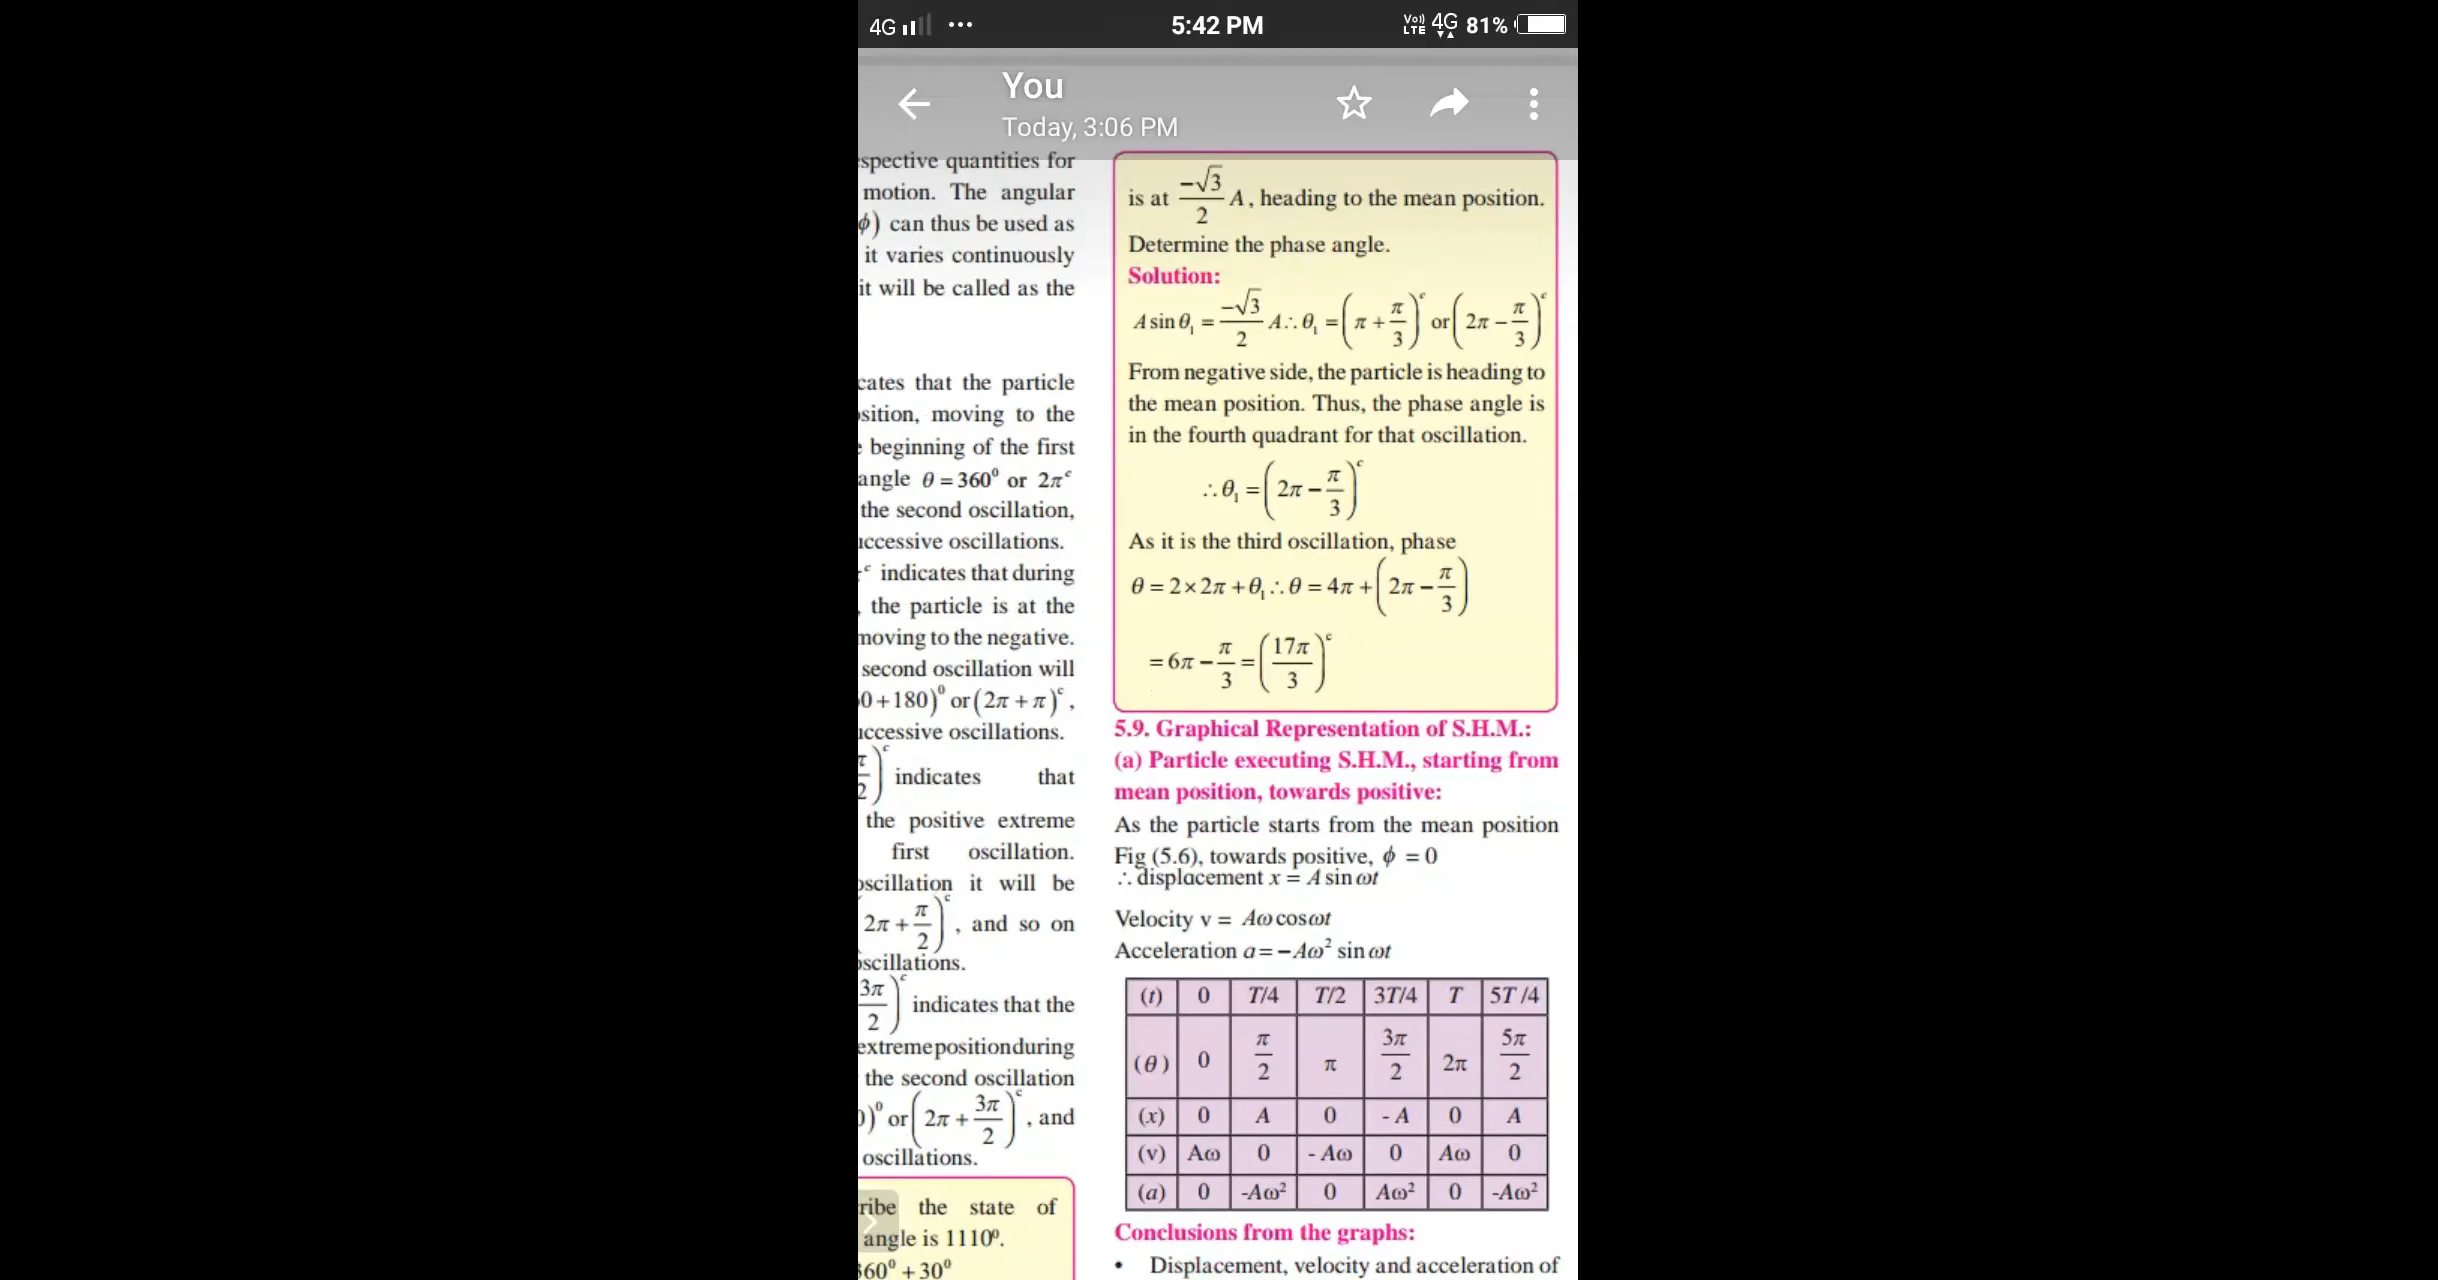 4G
5:42 PM
Vo)) LTE 4G 81%
You
Today, 3:06 PM
spective quantities for
motion. The angular
ϕ) can thus be used as
it varies continuously
it will be called as the
cates that the particle
sition, moving to the
beginning of the first
angle θ = 360⁰ or 2πᶜ
the second oscillation,
uccessive oscillations.
ᶜ indicates that during
, the particle is at the
moving to the negative.
second oscillation will
0+180)⁰ or (2π + π)ᶜ,
uccessive oscillations.
π/2)ᶜ indicates that
the positive extreme
first oscillation.
oscillation it will be
2π + π/2)ᶜ, and so on
oscillations.
3π/2)ᶜ indicates that the
extreme position during
the second oscillation
)⁰ or (2π + 3π/2)ᶜ, and
oscillations.
ribe the state of
angle is 1110⁰.
360⁰ + 30⁰
is at −√3/2 A, heading to the mean position.
Determine the phase angle.
Solution:
A sin θ₁ = −√3/2 A ∴ θ₁ = (π + π/3)ᶜ or (2π − π/3)ᶜ
From negative side, the particle is heading to
the mean position. Thus, the phase angle is
in the fourth quadrant for that oscillation.
∴ θ₁ = (2π − π/3)ᶜ
As it is the third oscillation, phase
θ = 2×2π + θ₁ ∴ θ = 4π + (2π − π/3)
= 6π − π/3 = (17π/3)ᶜ
5.9. Graphical Representation of S.H.M.:
(a) Particle executing S.H.M., starting from
mean position, towards positive:
As the particle starts from the mean position
Fig (5.6), towards positive, ϕ = 0
∴ displacement x = A sin ωt
Velocity v = Aω cos ωt
Acceleration a = −Aω² sin ωt
(t) 0 T/4 T/2 3T/4 T 5T/4
(θ) 0 π/2 π 3π/2 2π 5π/2
(x) 0 A 0 - A 0 A
(v) Aω 0 - Aω 0 Aω 0
(a) 0 -Aω² 0 Aω² 0 -Aω²
Conclusions from the graphs:
• Displacement, velocity and acceleration of